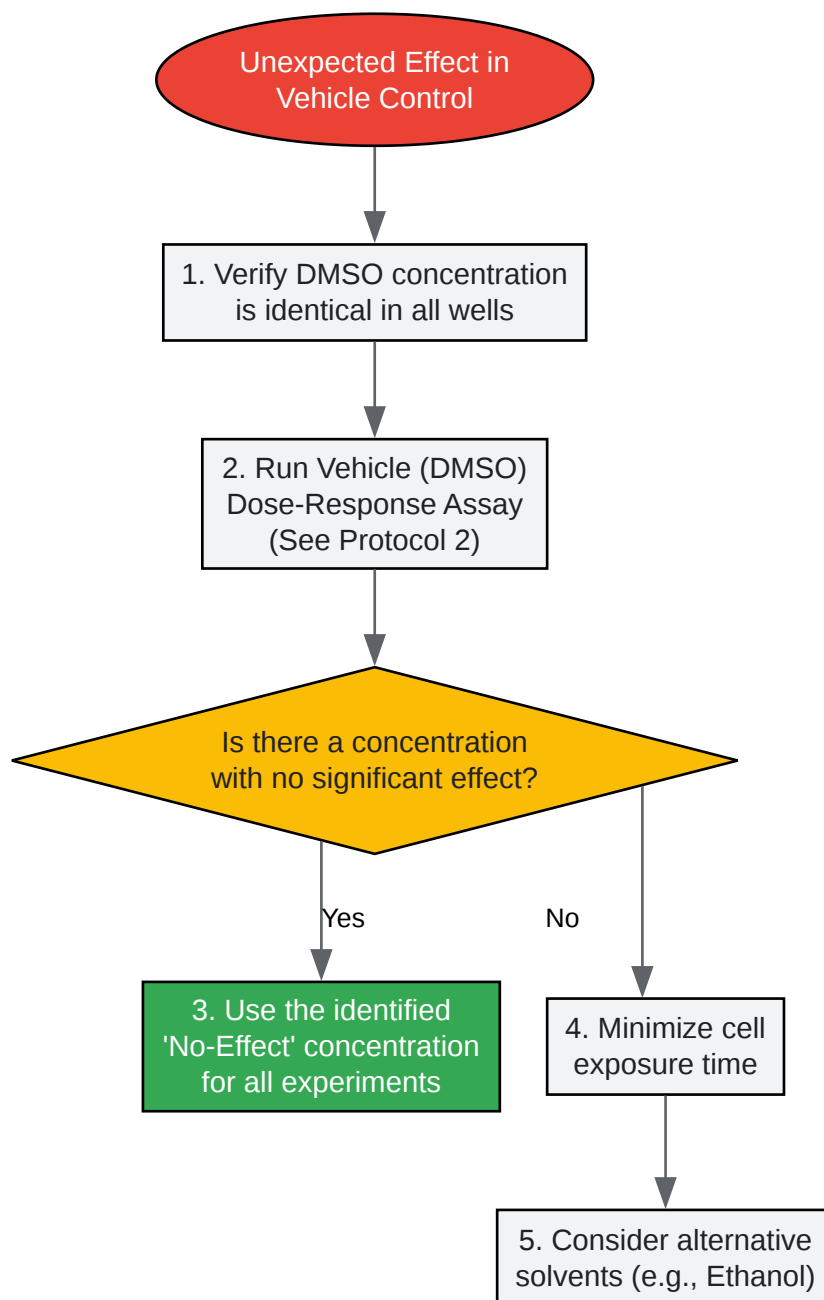 Unexpected Effect in
Vehicle Control
1. Verify DMSO concentration
is identical in all wells
2. Run Vehicle (DMSO)
Dose-Response Assay
(See Protocol 2)
Is there a concentration
with no significant effect?
Yes
No
3. Use the identified
'No-Effect' concentration
for all experiments
4. Minimize cell
exposure time
5. Consider alternative
solvents (e.g., Ethanol)